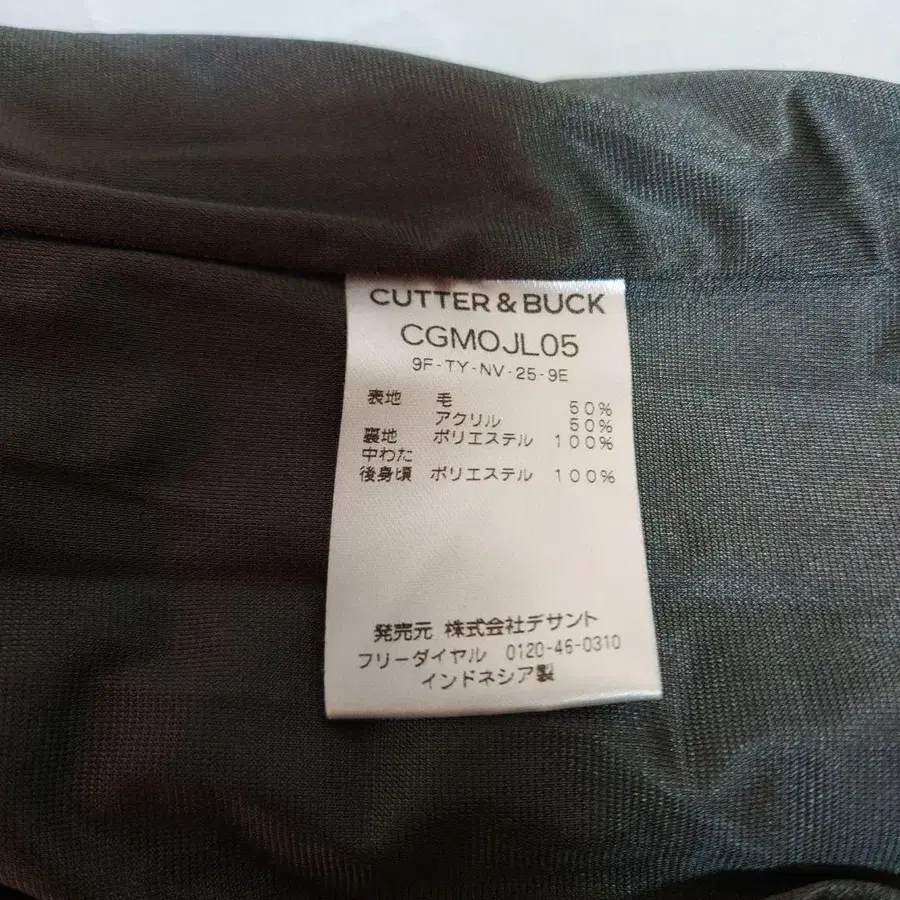 CUTTER & BUCK
CGMOJL05
9F-TY-NV-25-9E
表地 毛 50%
アクリル 50%
裏地 ポリエステル 100%
中わた
後身頃 ポリエステル 100%
発売元 株式会社デサント
フリーダイヤル 0120-46-0310
インドネシア製